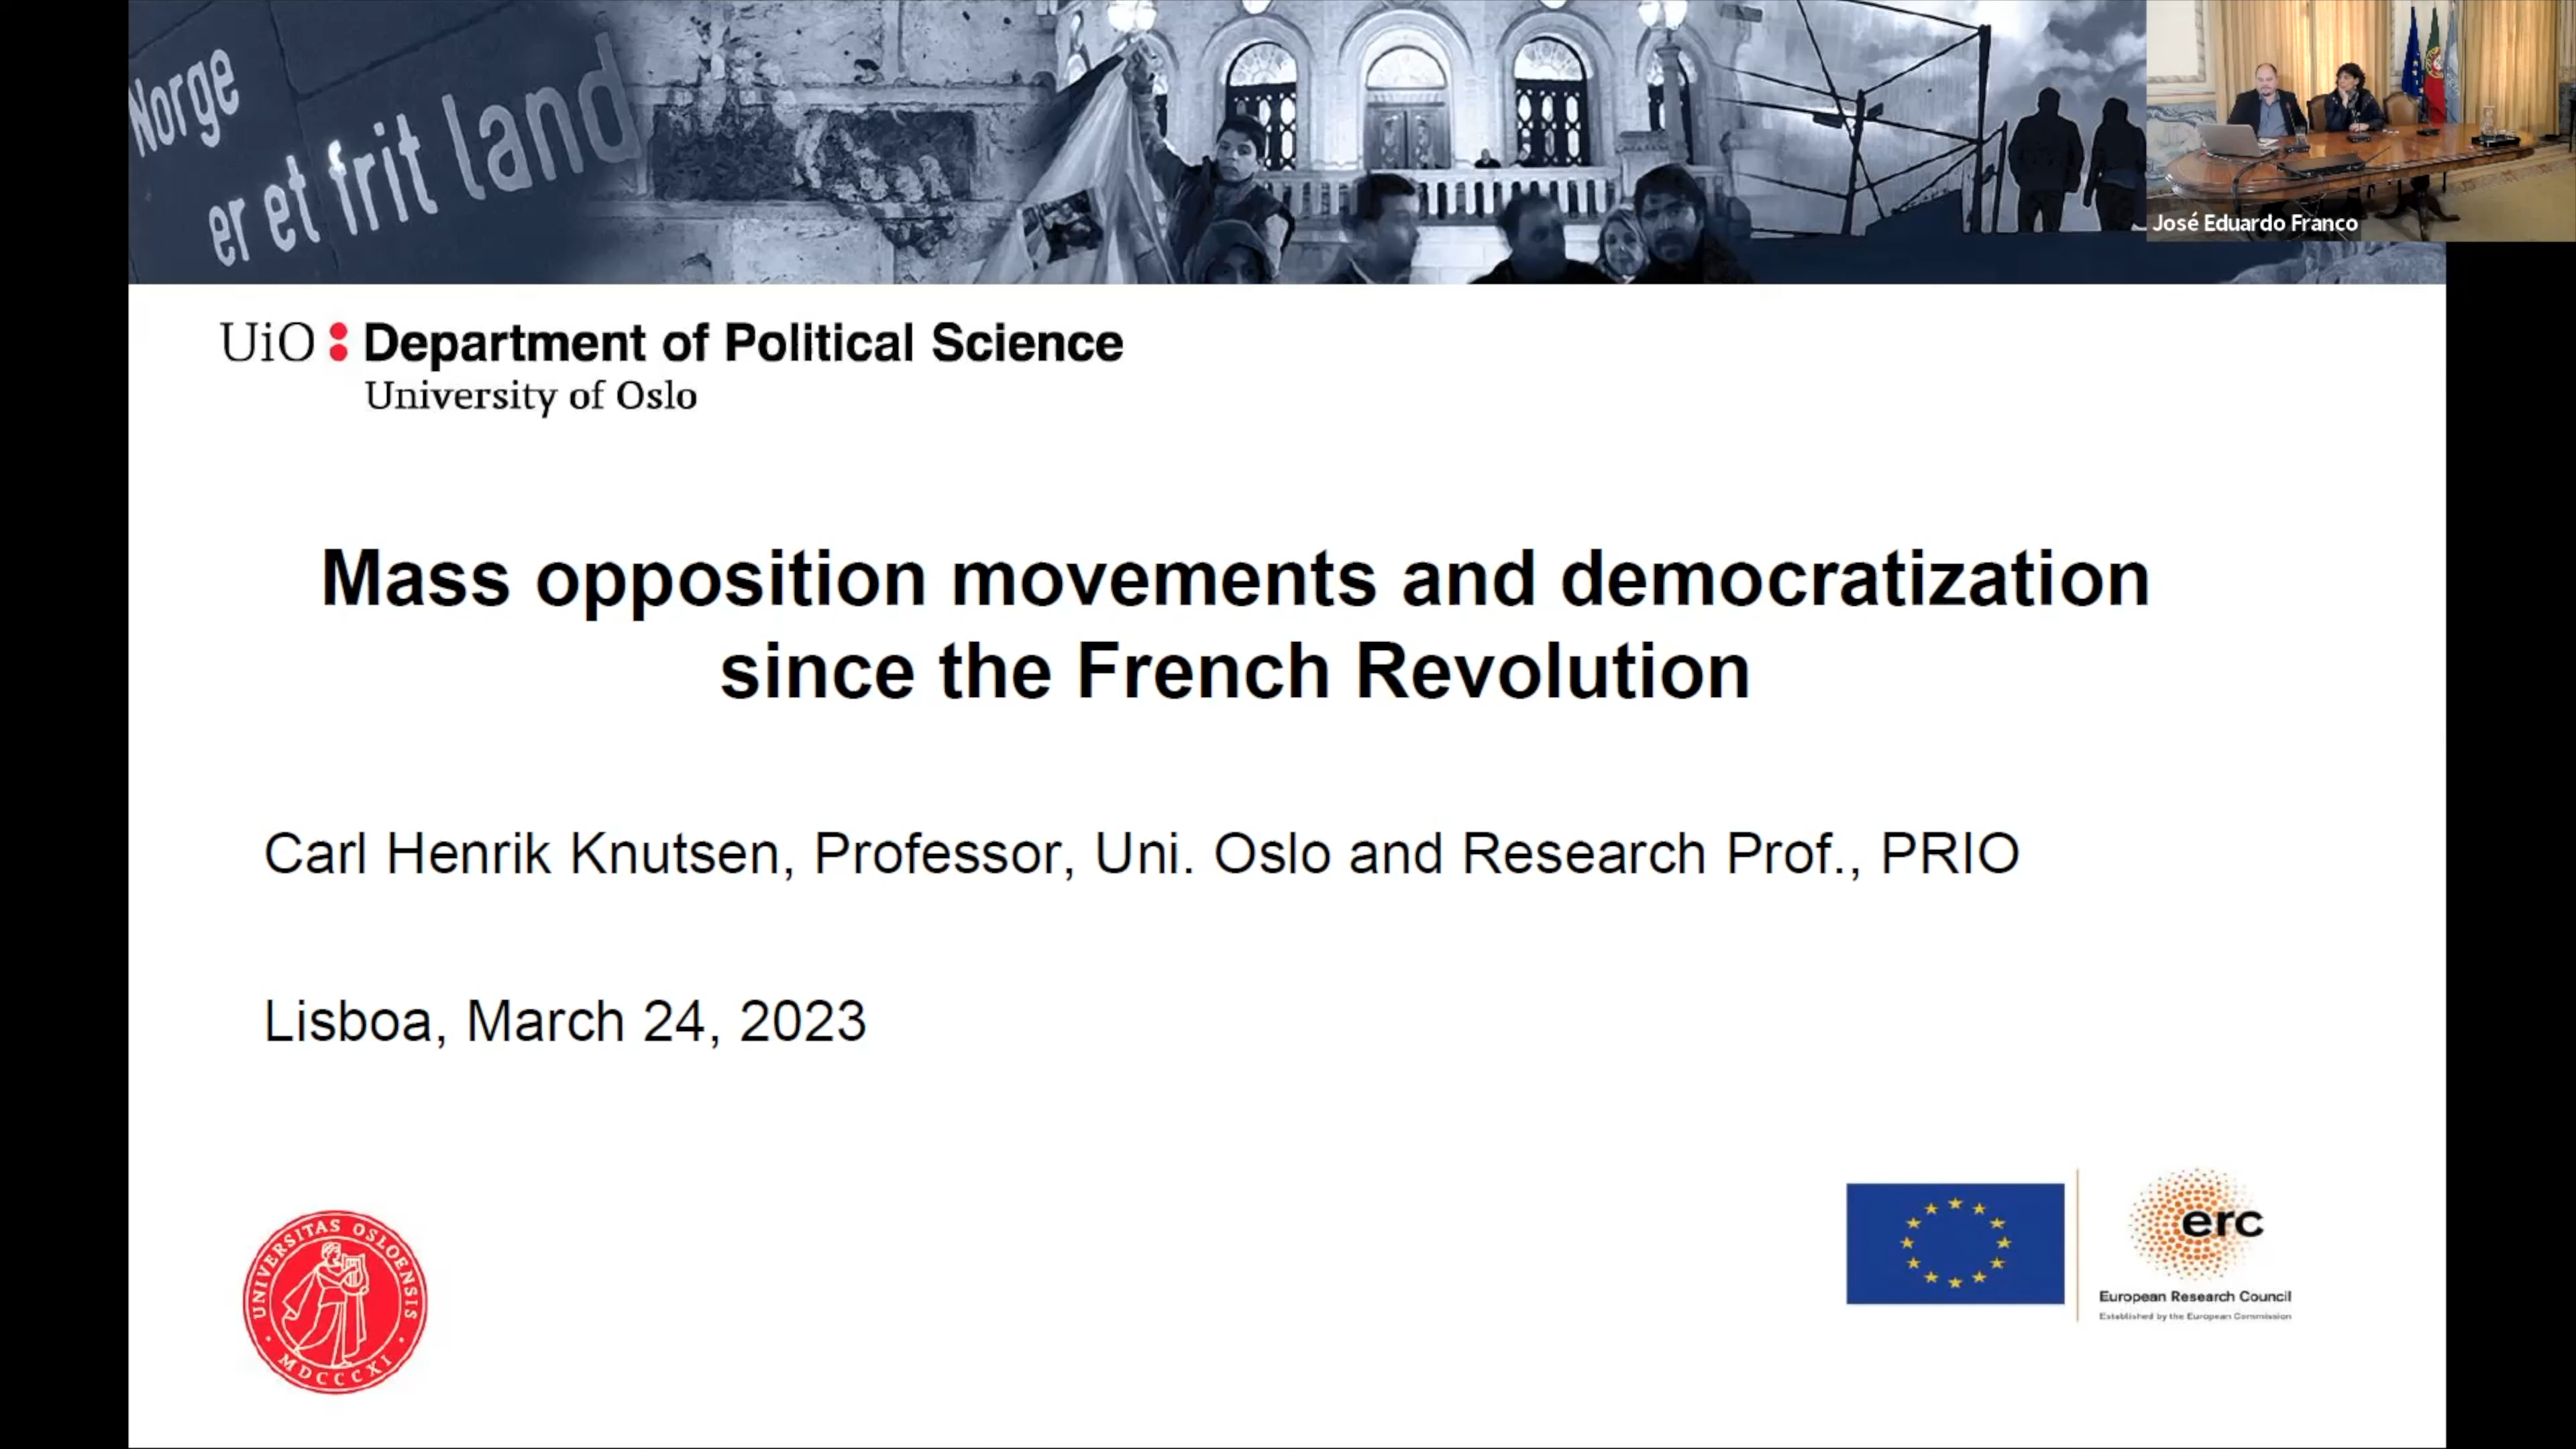 Norge
er et frit land
José Eduardo Franco
UiO : Department of Political Science
University of Oslo
Mass opposition movements and democratization
since the French Revolution
Carl Henrik Knutsen, Professor, Uni. Oslo and Research Prof., PRIO
Lisboa, March 24, 2023
UNIVERSITAS OSLOENSIS
MDCCCXI
erc
European Research Council
Established by the European Commission